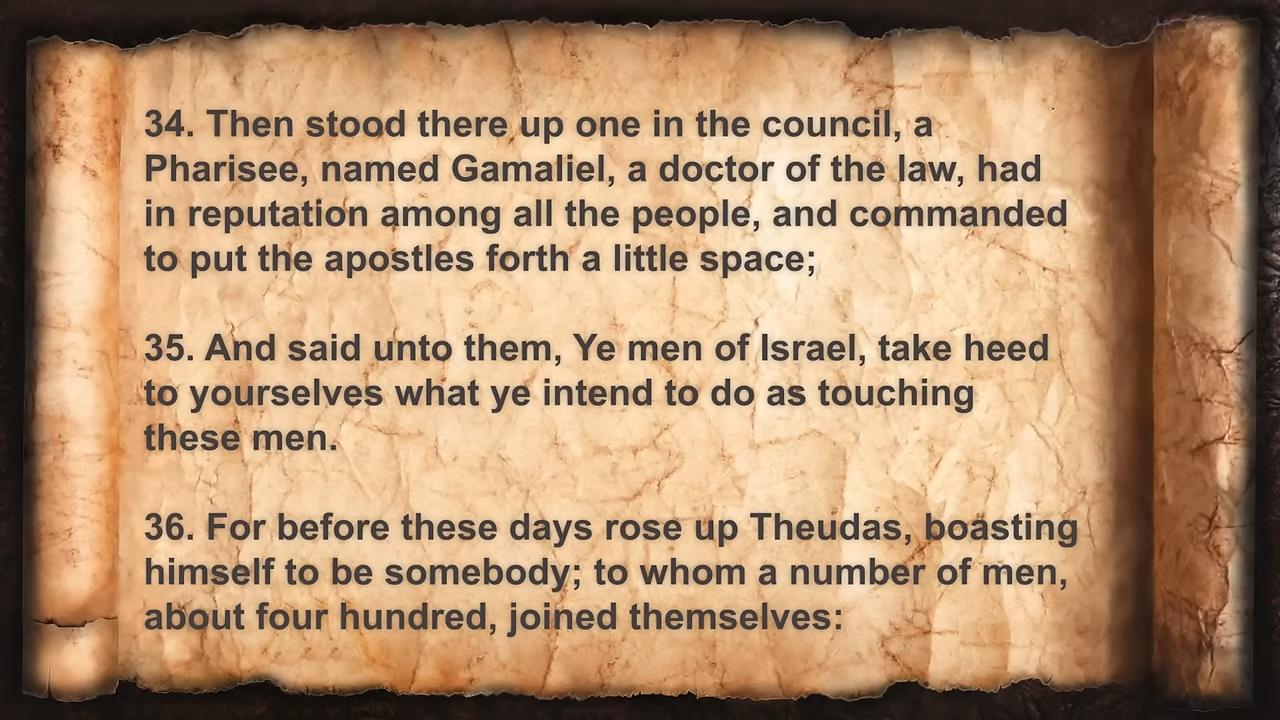 34. Then stood there up one in the council, a
Pharisee, named Gamaliel, a doctor of the law, had
in reputation among all the people, and commanded
to put the apostles forth a little space;
35. And said unto them, Ye men of Israel, take heed
to yourselves what ye intend to do as touching
these men.
36. For before these days rose up Theudas, boasting
himself to be somebody; to whom a number of men,
about four hundred, joined themselves: